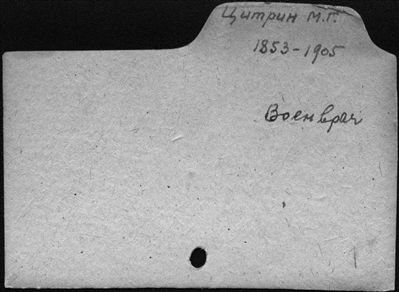 Цитрин М.Г.
1853-1905
Военврач